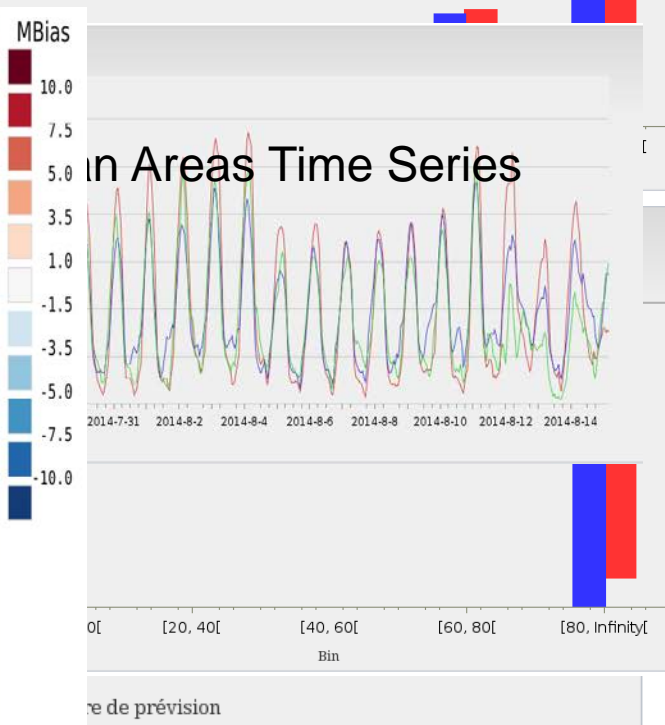 MBias
10.0
7.5
5.0
3.5
1.0
-1.5
-3.5
-5.0
-7.5
-10.0
n Areas Time Series
[
2014-7-31 2014-8-2 2014-8-4 2014-8-6 2014-8-8 2014-8-10 2014-8-12 2014-8-14
0[ [20, 40[ [40, 60[ [60, 80[ [80, Infinity[
Bin
re de prévision